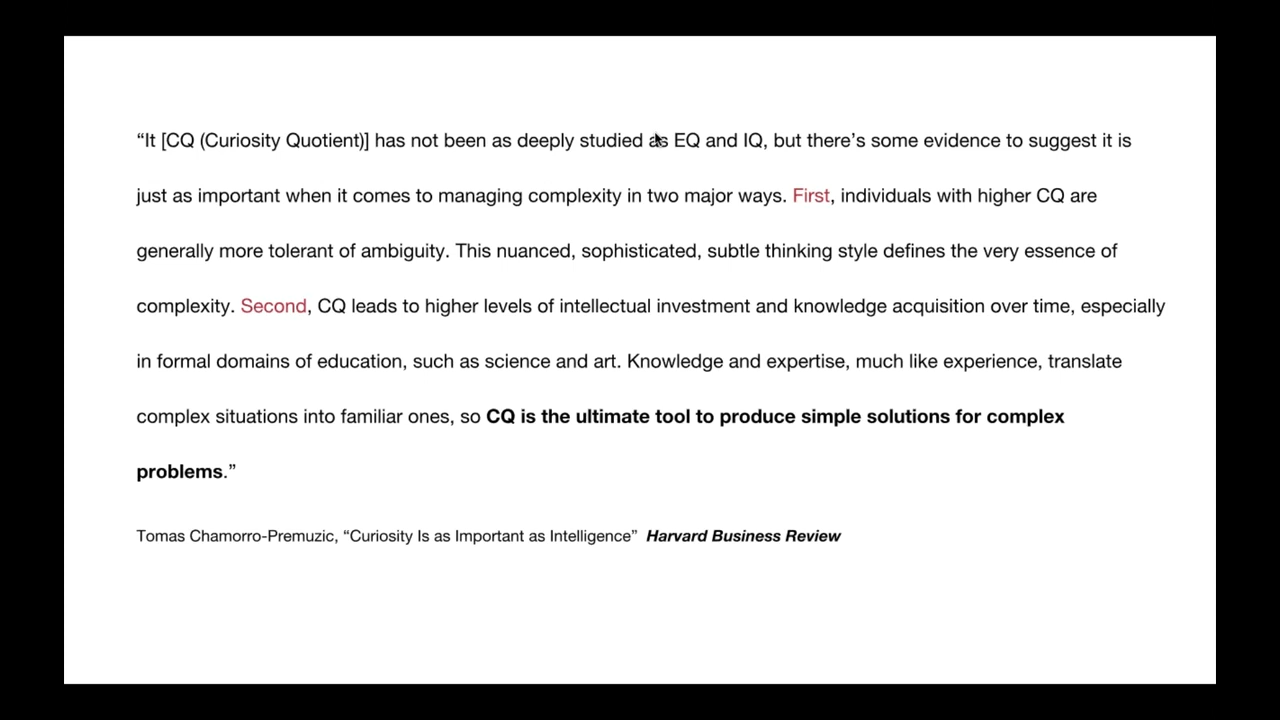 “It [CQ (Curiosity Quotient)] has not been as deeply studied as EQ and IQ, but there’s some evidence to suggest it is
just as important when it comes to managing complexity in two major ways. First, individuals with higher CQ are
generally more tolerant of ambiguity. This nuanced, sophisticated, subtle thinking style defines the very essence of
complexity. Second, CQ leads to higher levels of intellectual investment and knowledge acquisition over time, especially
in formal domains of education, such as science and art. Knowledge and expertise, much like experience, translate
complex situations into familiar ones, so CQ is the ultimate tool to produce simple solutions for complex
problems.”
Tomas Chamorro-Premuzic, “Curiosity Is as Important as Intelligence” Harvard Business Review